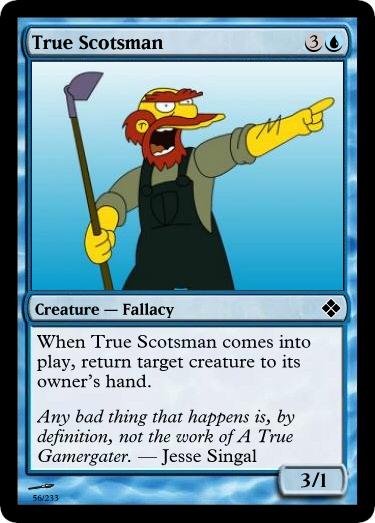 True Scotsman 3
Creature — Fallacy
When True Scotsman comes into
play, return target creature to its
owner's hand.
Any bad thing that happens is, by
definition, not the work of A True
Gamergater. — Jesse Singal
3/1
56/233